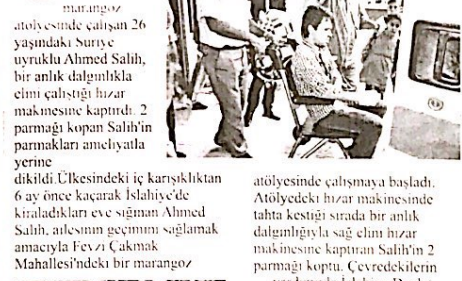 marangoz
atölyesinde çalışan 26
yaşındaki Suriye
uyruklu Ahmed Salih,
bir anlık dalgınlıkla
elini çalıştığı hızar
makinesine kaptırdı. 2
parmağı kopan Salih'in
parmakları ameliyatla
yerine
dikildi.Ülkesindeki iç karışıklıktan
6 ay önce kaçarak İslahiye'de
kiraladıkları eve sığınan Ahmed
Salih, ailesinin geçimini sağlamak
amacıyla Fevzi Çakmak
Mahallesi'ndeki bir marangoz
atölyesinde çalışmaya başladı.
Atölyedeki hızar makinesinde
tahta kestiği sırada bir anlık
dalgınlığıyla sağ elini hızar
makinesine kaptıran Salih'in 2
parmağı koptu. Çevredekilerin